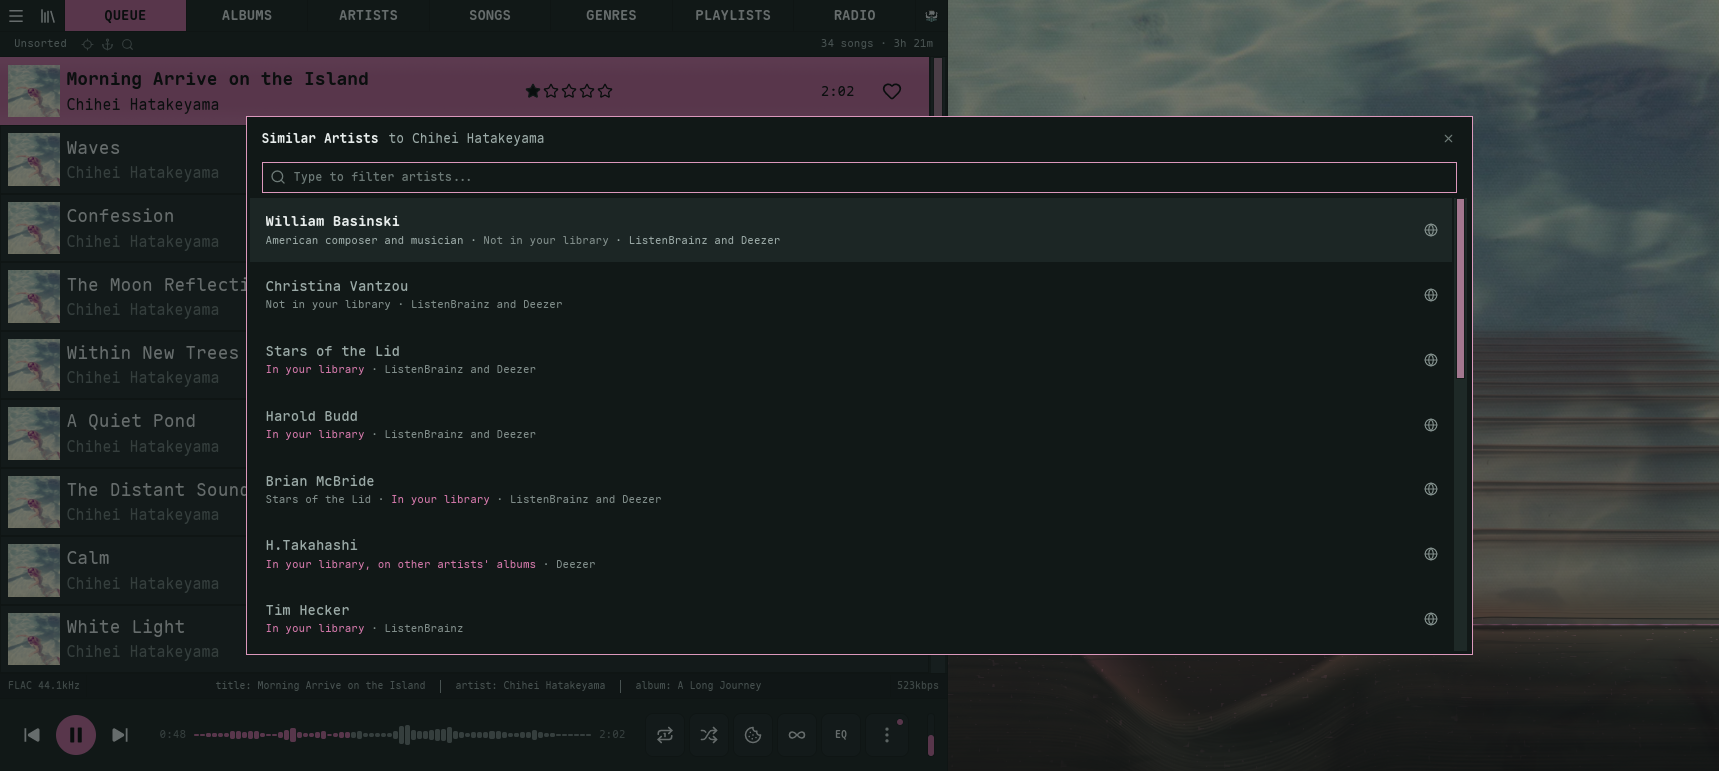 QUEUE ALBUMS ARTISTS SONGS GENRES PLAYLISTS RADIO
Unsorted 34 songs · 3h 21m
Morning Arrive on the Island
Chihei Hatakeyama
2:02
Waves
Chihei Hatakeyama
Confession
Chihei Hatakeyama
The Moon Reflecti
Chihei Hatakeyama
Within New Trees
Chihei Hatakeyama
A Quiet Pond
Chihei Hatakeyama
The Distant Sound
Chihei Hatakeyama
Calm
Chihei Hatakeyama
White Light
Chihei Hatakeyama
Similar Artists to Chihei Hatakeyama
Type to filter artists...
William Basinski
American composer and musician · Not in your library · ListenBrainz and Deezer
Christina Vantzou
Not in your library · ListenBrainz and Deezer
Stars of the Lid
In your library · ListenBrainz and Deezer
Harold Budd
In your library · ListenBrainz and Deezer
Brian McBride
Stars of the Lid · In your library · ListenBrainz and Deezer
H.Takahashi
In your library, on other artists' albums · Deezer
Tim Hecker
In your library · ListenBrainz
FLAC 44.1kHz title: Morning Arrive on the Island | artist: Chihei Hatakeyama | album: A Long Journey 523kbps
0:48 2:02 EQ